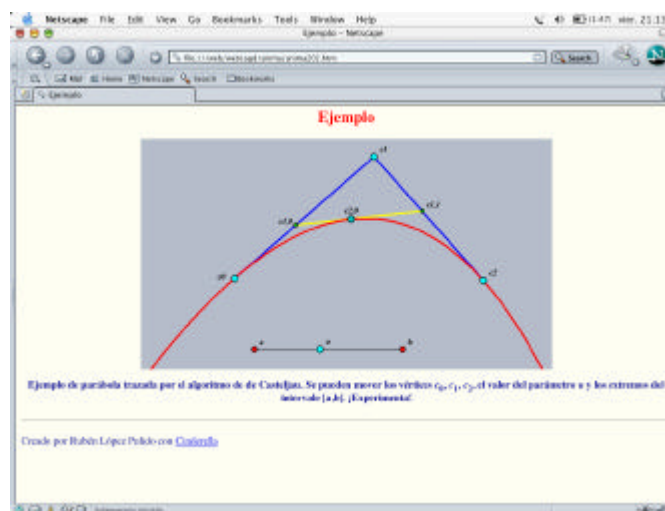 Netscape File Edit View Go Bookmarks Tools Window Help
Ejemplo - Netscape
Search
Home Netscape Search Bookmarks
Ejemplo
Ejemplo
c1
c2
a u b
Ejemplo de parábola trazada por el algoritmo de de Casteljau. Se pueden mover los vértices c0, c1, c2, el valor del parámetro u y los extremos del
intervalo [a,b]. ¡Experimenta!
Creado por Rubén López Pulido con Cinderella